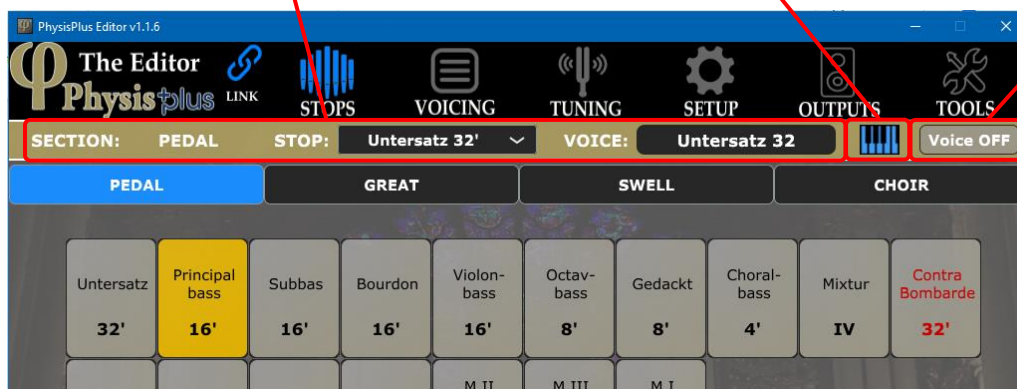 PhysisPlus Editor v1.1.6
The Editor
Physis plus
LINK
STOPS
VOICING
TUNING
SETUP
OUTPUTS
TOOLS
SECTION: PEDAL STOP: Untersatz 32' VOICE: Untersatz 32 Voice OFF
PEDAL GREAT SWELL CHOIR
Untersatz
32'
Principal
bass
16'
Subbas
16'
Bourdon
16'
Violon-
bass
16'
Octav-
bass
8'
Gedackt
8'
Choral-
bass
4'
Mixtur
IV
Contra
Bombarde
32'
M II M III M I